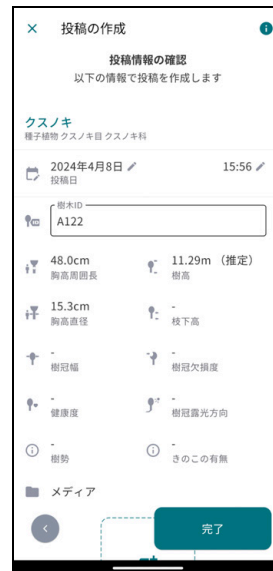 投稿の作成
投稿情報の確認
以下の情報で投稿を作成します
クスノキ
種子植物 クスノキ目 クスノキ科
2024年4月8日 15:56
投稿日
樹木ID
A122
48.0cm 11.29m （推定）
胸高周囲長 樹高
15.3cm -
胸高直径 枝下高
- -
樹冠幅 樹冠欠損度
- -
健康度 樹冠露光方向
- -
樹勢 きのこの有無
メディア
完了